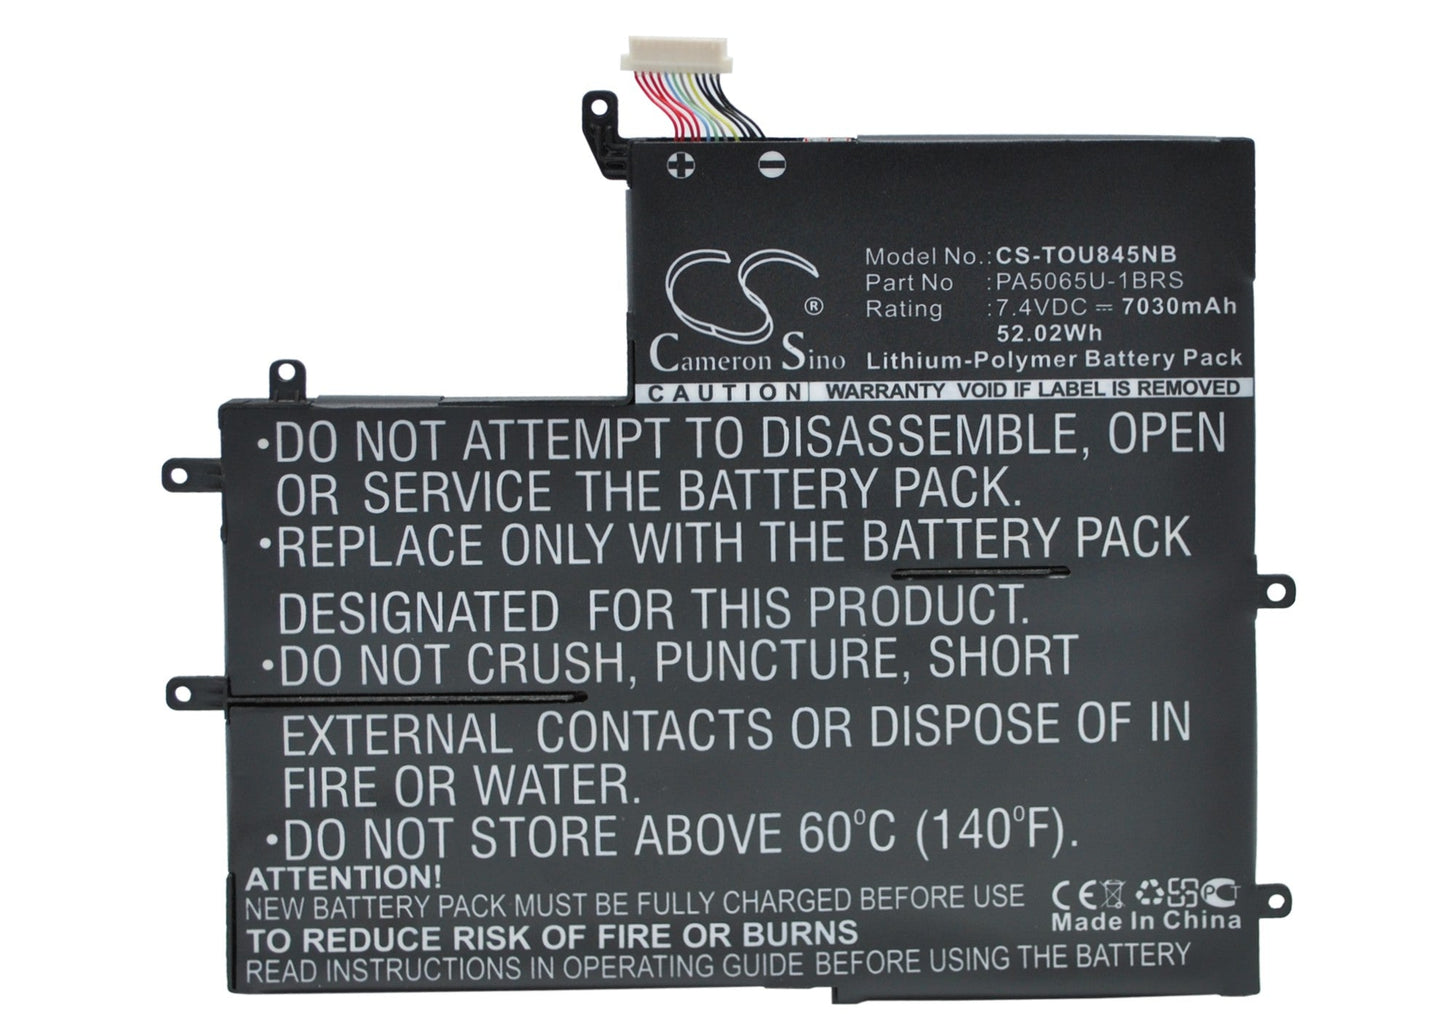 Model No.: CS-TOU845NB
Part No :PA5065U-1BRS
Rating :7.4VDC ⎓ 7030mAh
52.02Wh
CS ®
Cameron Sino
Lithium-Polymer Battery Pack
CAUTION WARRANTY VOID IF LABEL IS REMOVED
•DO NOT ATTEMPT TO DISASSEMBLE, OPEN
OR SERVICE THE BATTERY PACK.
•REPLACE ONLY WITH THE BATTERY PACK
DESIGNATED FOR THIS PRODUCT.
•DO NOT CRUSH, PUNCTURE, SHORT
EXTERNAL CONTACTS OR DISPOSE OF IN
FIRE OR WATER.
•DO NOT STORE ABOVE 60°C (140°F).
ATTENTION!
NEW BATTERY PACK MUST BE FULLY CHARGED BEFORE USE
TO REDUCE RISK OF FIRE OR BURNS
READ INSTRUCTIONS IN OPERATING GUIDE BEFORE USING THE BATTERY
CE PCT
Made In China